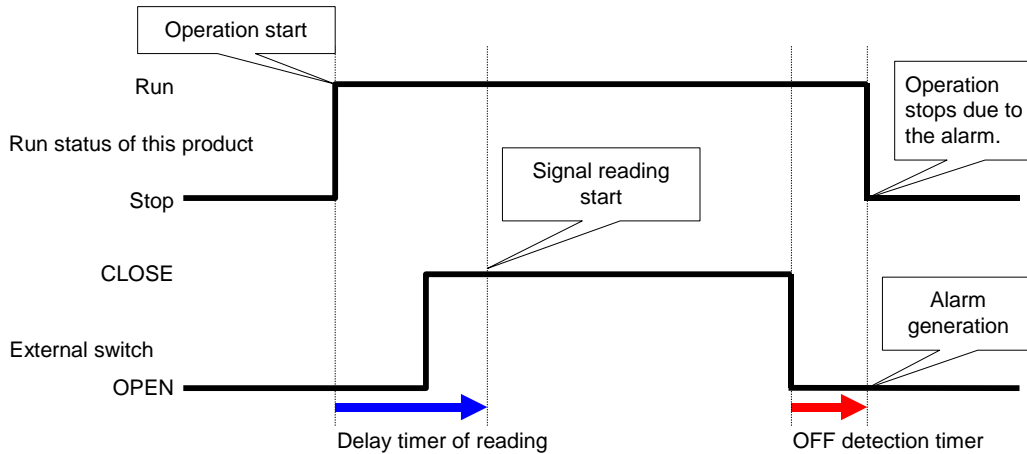 Operation start
Run
Operation
stops due to
the alarm.
Run status of this product
Signal reading
start
Stop
CLOSE
Alarm
generation
External switch
OPEN
Delay timer of reading
OFF detection timer